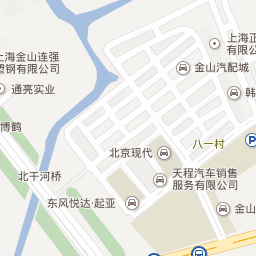 上海金山连强
塑钢有限公司
通亮实业
博鹤
上海正
有限公
金山汽配城
韩
八一村
北京现代
天程汽车销售
服务有限公司
北干河桥
东风悦达·起亚
金山